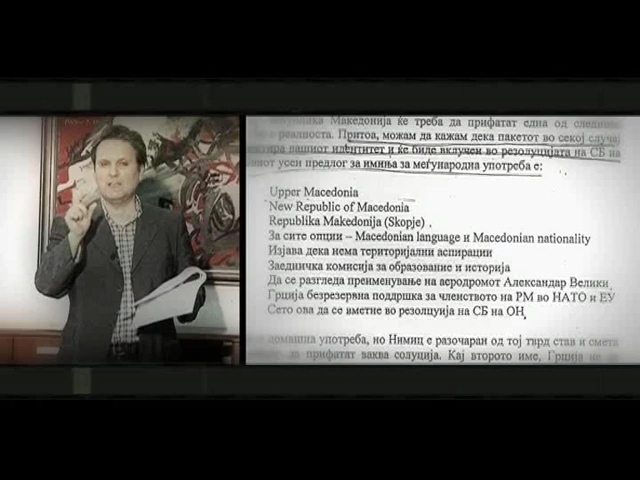 Македонија ќе треба да прифатат една од следни
реалноста. Притоа, можам да кажам дека пакетот во секој случај
вашиот идентитет и ќе биде вклучен во резолуцијата на СБ на
усен предлог за имиња за меѓународна употреба е:
Upper Macedonia
New Republic of Macedonia
Republika Makedonija (Skopje) .
За сите опции – Macedonian language и Macedonian nationality
Изјава дека нема територијални аспирации
Заедничка комисија за образование и историја
Да се разгледа преименување на аеродромот Александар Велики
Грција безрезервна поддршка за членството на РМ во НАТО и ЕУ
Сето ова да се вметне во резолуција на СБ на ОН
домашна употреба, но Нимиц е разочаран од тој тврд став и смета
прифатат ваква солуција. Кај второто име, Грција не